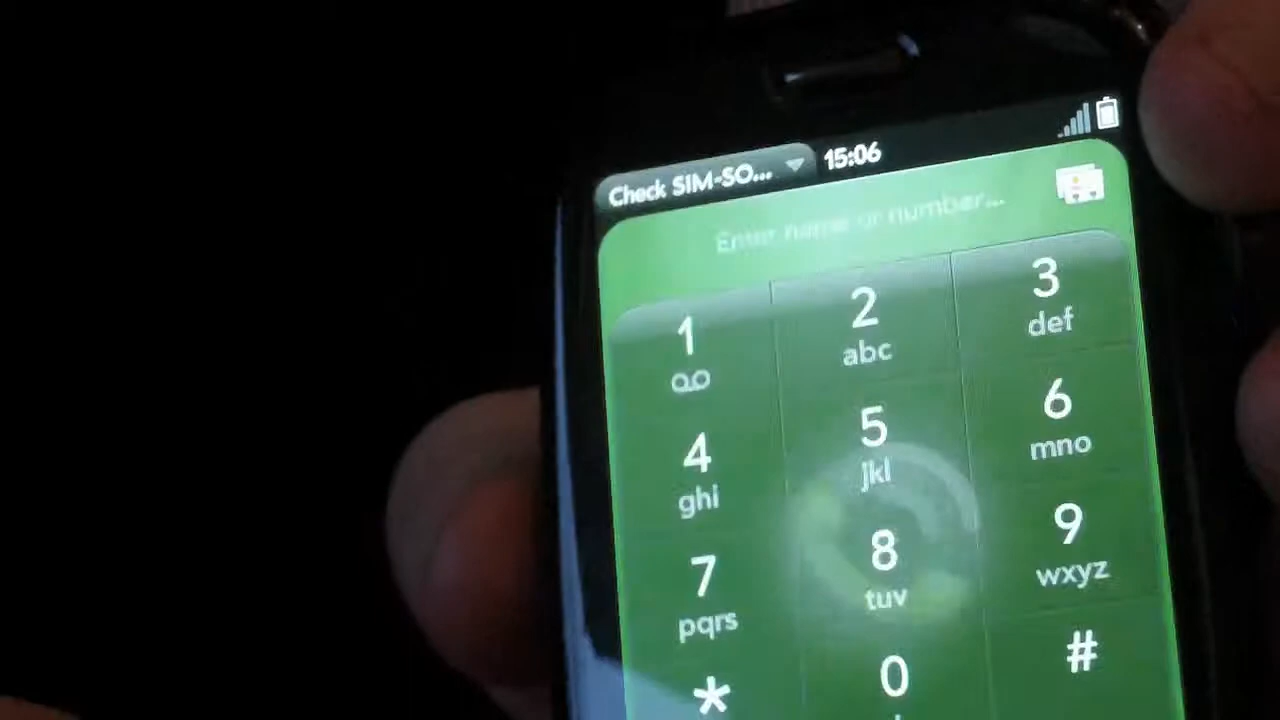 Check SIM-SO... 15:06
Enter name or number...
1 2 3
abc def
4 5 6
ghi jkl mno
7 8 9
pqrs tuv wxyz
* 0 #